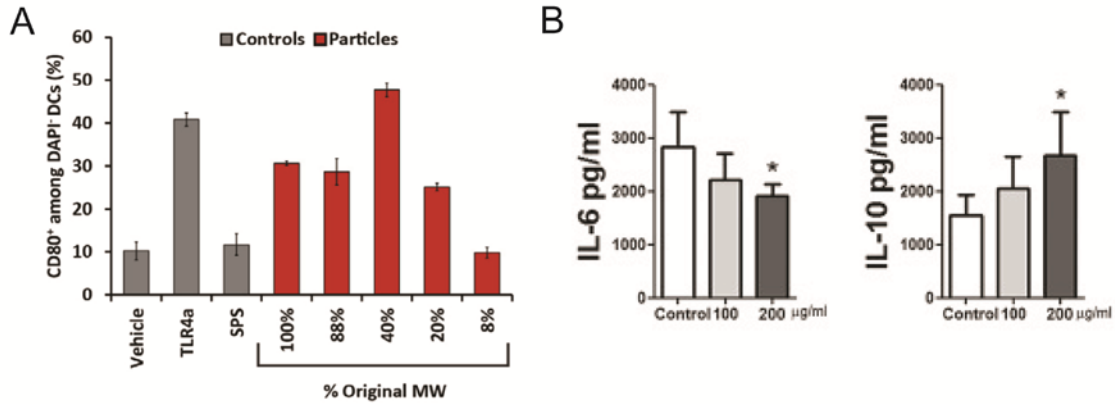 A
Controls Particles
CD80⁺ among DAPI⁻ DCs (%)
60
50
40
30
20
10
0
Vehicle
TLR4a
SPS
100%
88%
40%
20%
8%
% Original MW
B
IL-6 pg/ml
4000
3000
2000
1000
0
*
Control 100 200 µg/ml
IL-10 pg/ml
4000
3000
2000
1000
0
*
Control 100 200 µg/ml